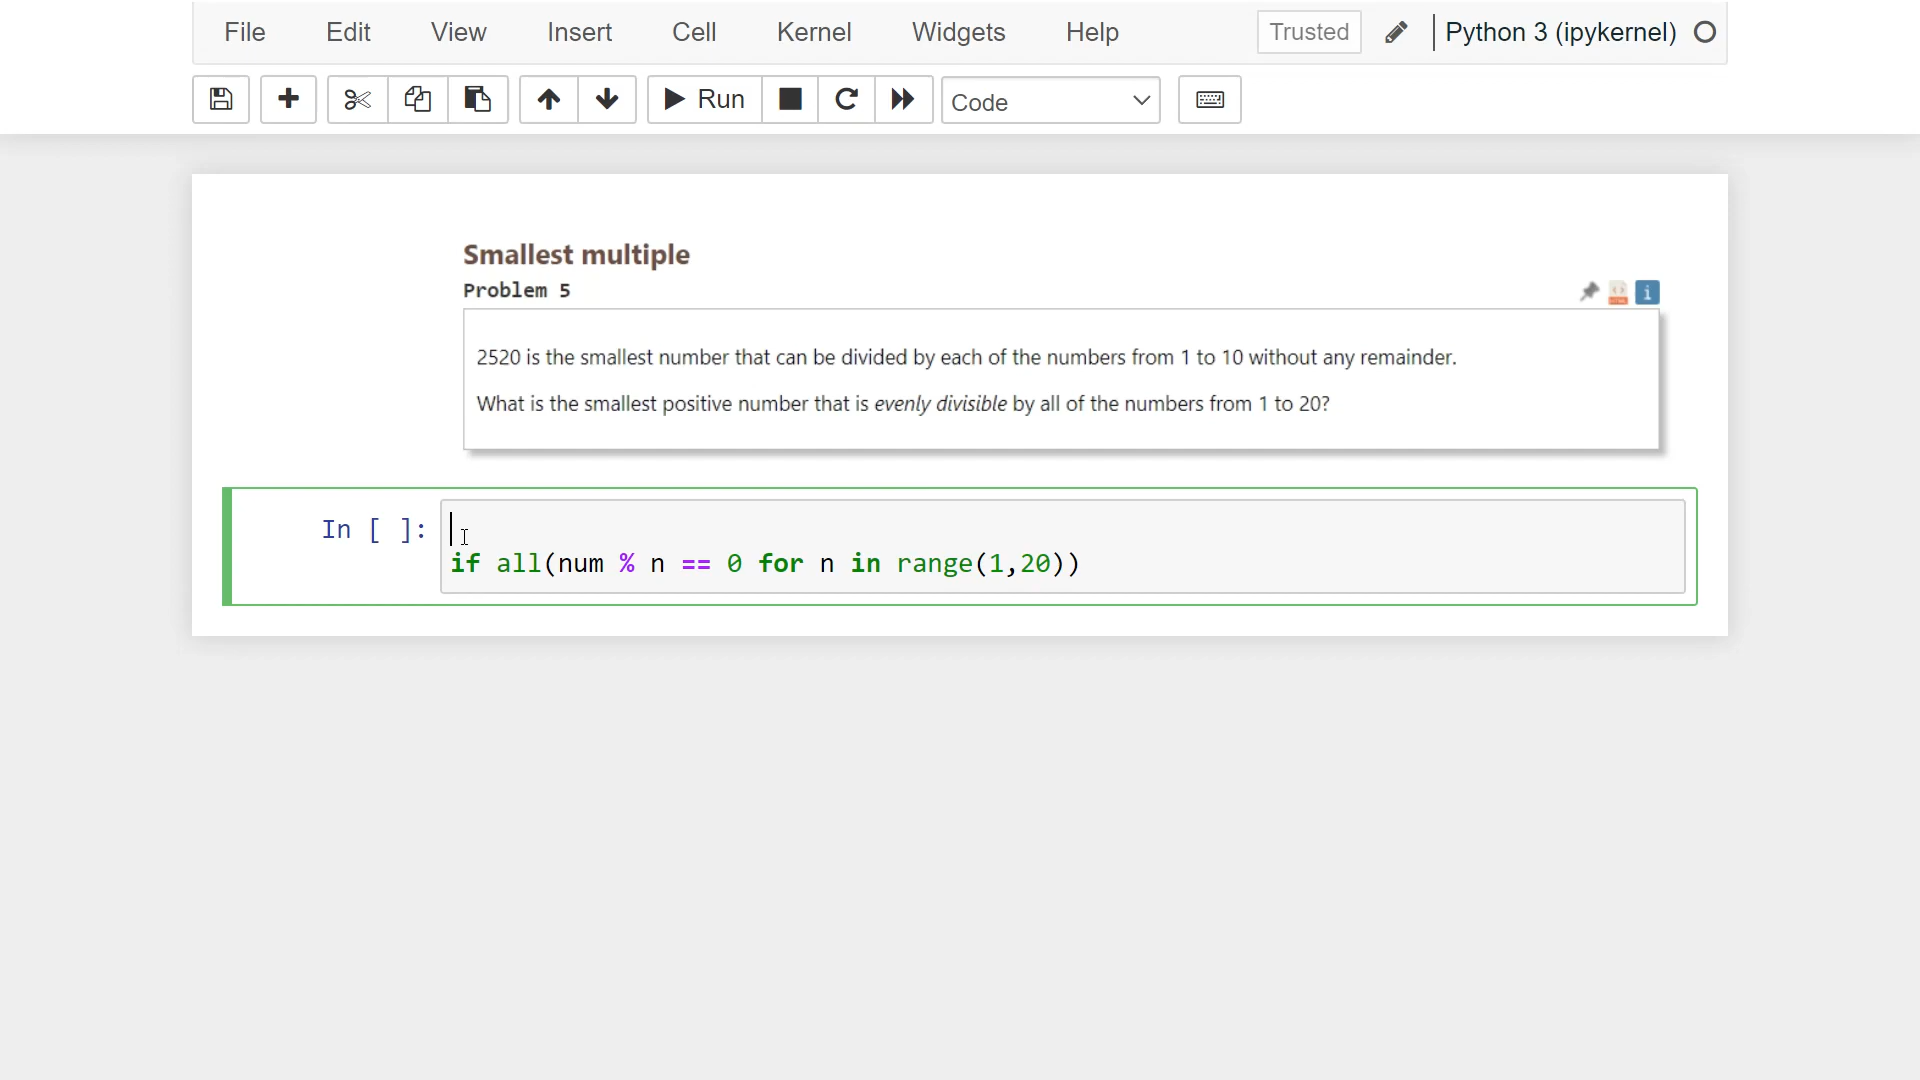 File Edit View Insert Cell Kernel Widgets Help Trusted Python 3 (ipykernel)
Run Code
Smallest multiple
Problem 5
2520 is the smallest number that can be divided by each of the numbers from 1 to 10 without any remainder.
What is the smallest positive number that is evenly divisible by all of the numbers from 1 to 20?
In [ ]:
if all(num % n == 0 for n in range(1,20))